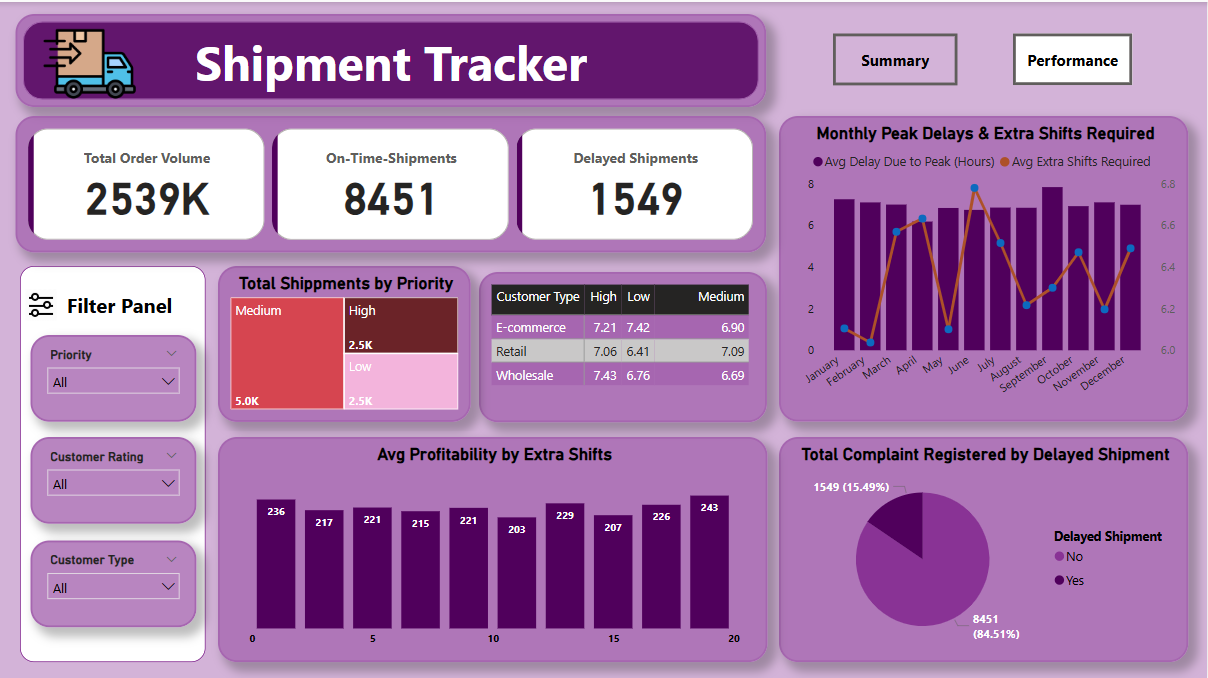 Shipment Tracker
Summary
Performance
Total Order Volume
2539K
On-Time-Shipments
8451
Delayed Shipments
1549
Monthly Peak Delays & Extra Shifts Required
Avg Delay Due to Peak (Hours) Avg Extra Shifts Required
8
6
4
2
0
6.8
6.6
6.4
6.2
6.0
January
February
March
April
May
June
July
August
September
October
November
December
Filter Panel
Priority
All
Customer Rating
All
Customer Type
All
Total Shippments by Priority
Medium
5.0K
High
2.5K
Low
2.5K
Customer Type High Low Medium
E-commerce 7.21 7.42 6.90
Retail 7.06 6.41 7.09
Wholesale 7.43 6.76 6.69
Avg Profitability by Extra Shifts
236 217 221 215 221 203 229 207 226 243
0 5 10 15 20
Total Complaint Registered by Delayed Shipment
1549 (15.49%)
8451
(84.51%)
Delayed Shipment
No
Yes